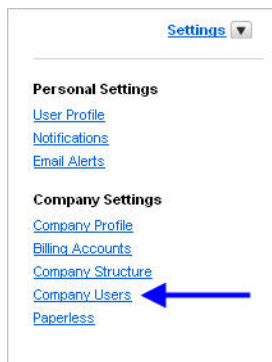 Settings
Personal Settings
User Profile
Notifications
Email Alerts
Company Settings
Company Profile
Billing Accounts
Company Structure
Company Users
Paperless